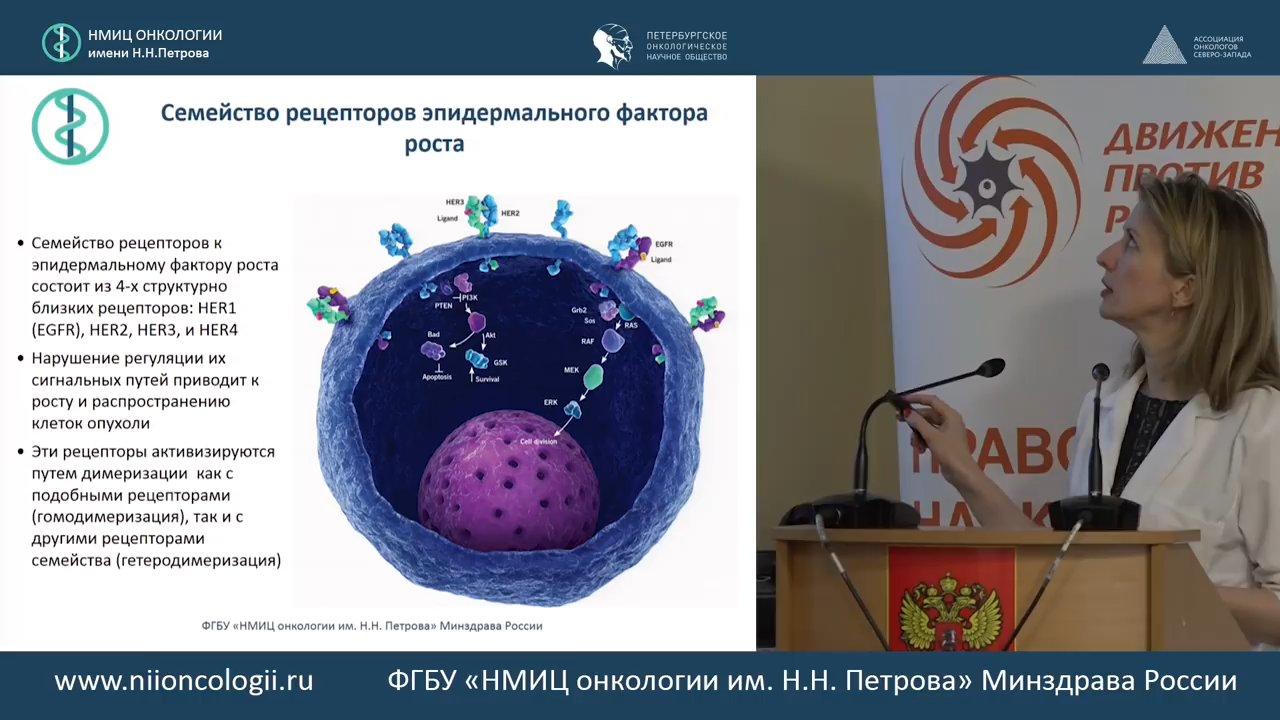 НМИЦ ОНКОЛОГИИ
имени Н.Н.Петрова
ПЕТЕРБУРГСКОЕ
ОНКОЛОГИЧЕСКОЕ
НАУЧНОЕ ОБЩЕСТВО
АССОЦИАЦИЯ
ОНКОЛОГОВ
СЕВЕРО-ЗАПАДА
Семейство рецепторов эпидермального фактора
роста
• Семейство рецепторов к
эпидермальному фактору роста
состоит из 4-х структурно
близких рецепторов: HER1
(EGFR), HER2, HER3, и HER4
• Нарушение регуляции их
сигнальных путей приводит к
росту и распространению
клеток опухоли
• Эти рецепторы активизируются
путем димеризации как с
подобными рецепторами
(гомодимеризация), так и с
другими рецепторами
семейства (гетеродимеризация)
HER3
Ligand
HER2
EGFR
Ligand
PI3K
PTEN
Bad
Akt
GSK
Apoptosis
Survival
Grb2
Sos
RAS
RAF
MEK
ERK
Cell division
ФГБУ «НМИЦ онкологии им. Н.Н. Петрова» Минздрава России
ДВИЖЕН
ПРОТИВ
Р
ПРАВО
www.niioncologii.ru
ФГБУ «НМИЦ онкологии им. Н.Н. Петрова» Минздрава России